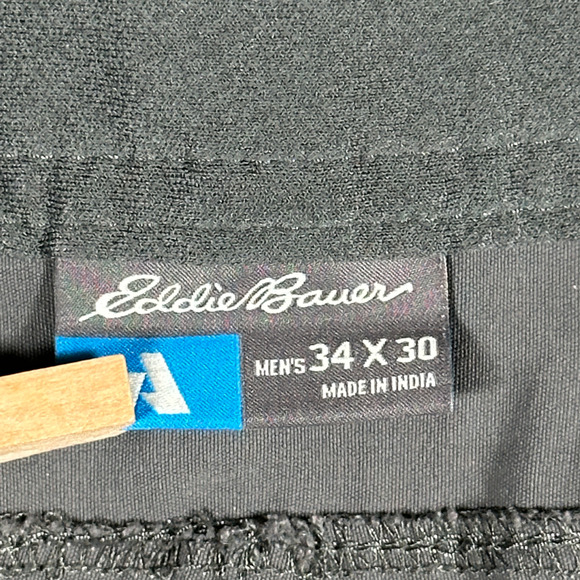 Eddie Bauer
MEN'S 34 X 30
MADE IN INDIA